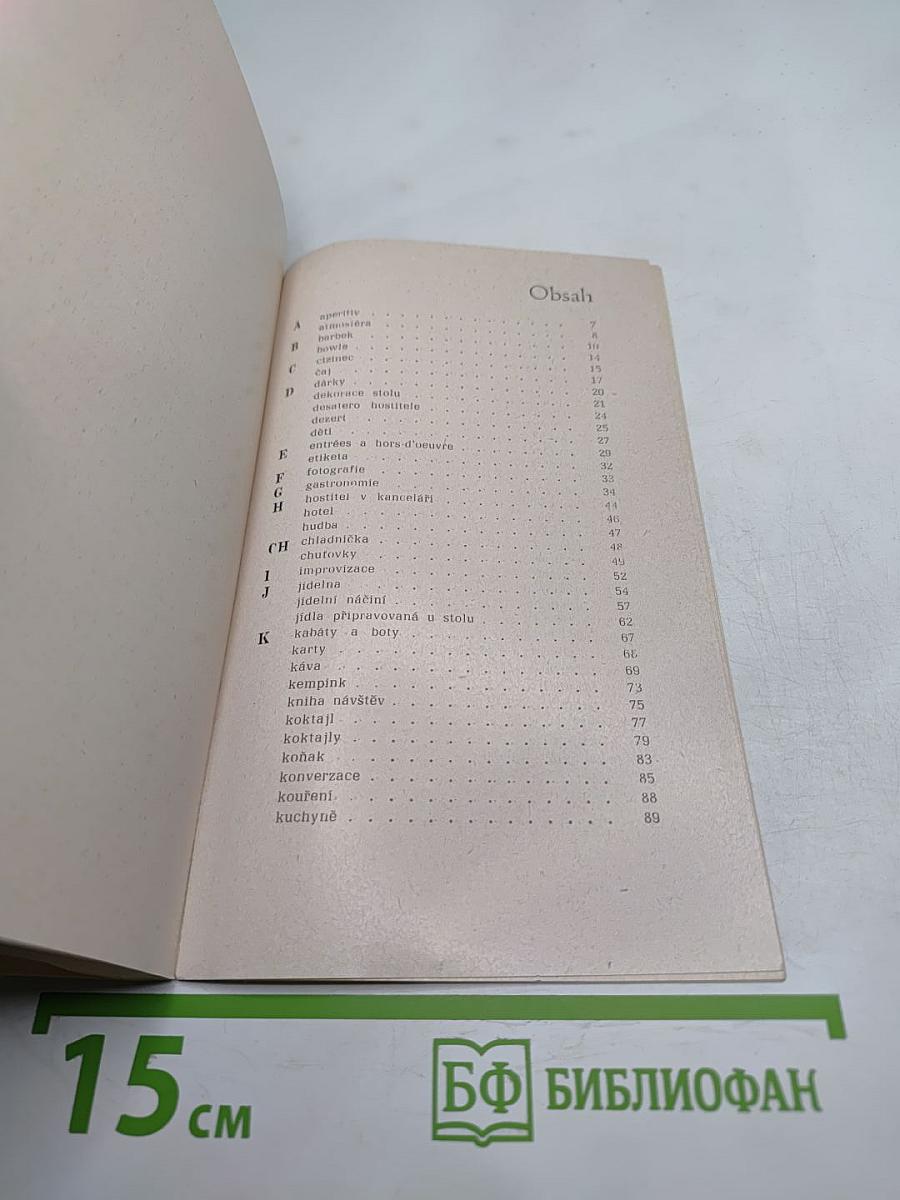 Obsah
A aperitiv 7
atmosféra 8
B barbek 10
bowle 14
C cizinec 15
čaj 17
D dárky 20
dekorace stolu 21
desatero hostitele 24
dezert 25
děti 27
E entrées a hors-d'oeuvre 29
etiketa 32
F fotografie 33
G gastronomie 34
H hostitel v kanceláři 44
hotel 46
hudba 47
CH chladnička 48
chuťovky 49
I improvizace 52
J jídelna 54
jídelní náčiní 57
jídla připravovaná u stolu 62
K kabáty a boty 67
karty 68
káva 69
kempink 73
kniha návštěv 75
koktajl 77
koktajly 79
koňak 83
konverzace 85
kouření 88
kuchyně 89
15 см
БФ БИБЛИОФАН